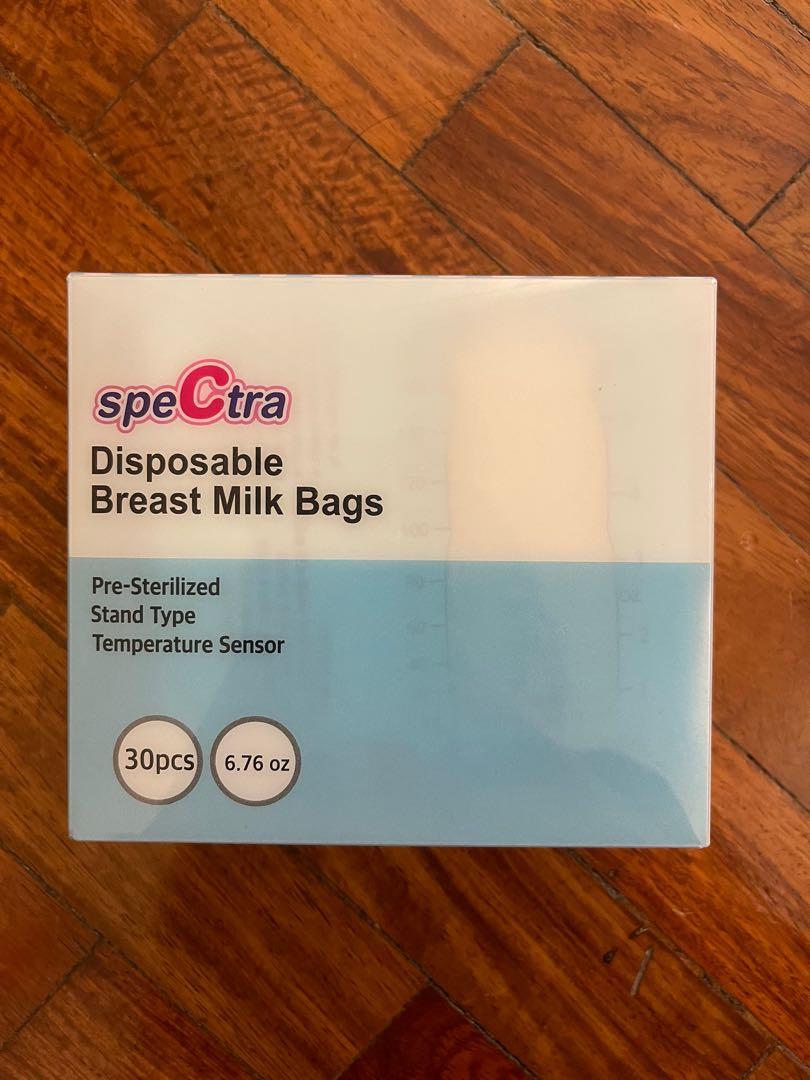 speCtra
Disposable
Breast Milk Bags
Pre-Sterilized
Stand Type
Temperature Sensor
30pcs
6.76 oz